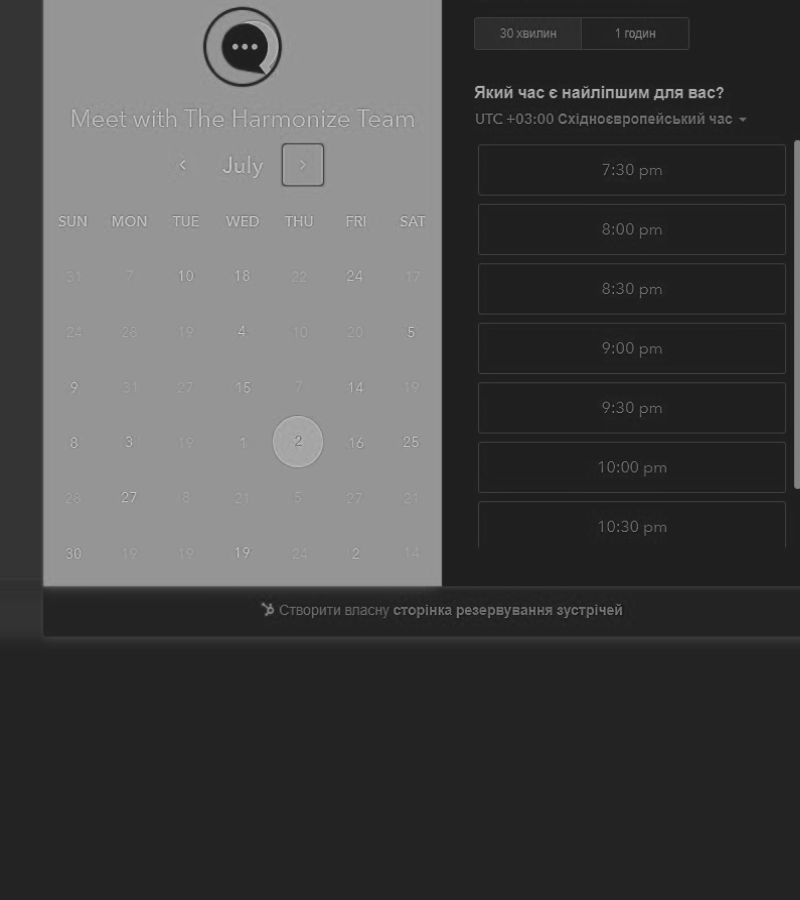 Meet with The Harmonize Team
July
SUN MON TUE WED THU FRI SAT
31 7 10 18 22 24 17
24 28 19 4 10 20 5
9 31 27 15 7 14 19
8 3 19 1 2 16 25
28 27 8 21 5 27 21
30 19 19 19 24 2 14
30 хвилин 1 годин
Який час є найліпшим для вас?
UTC +03:00 Східноєвропейський час
7:30 pm
8:00 pm
8:30 pm
9:00 pm
9:30 pm
10:00 pm
10:30 pm
Створити власну сторінка резервування зустрічей